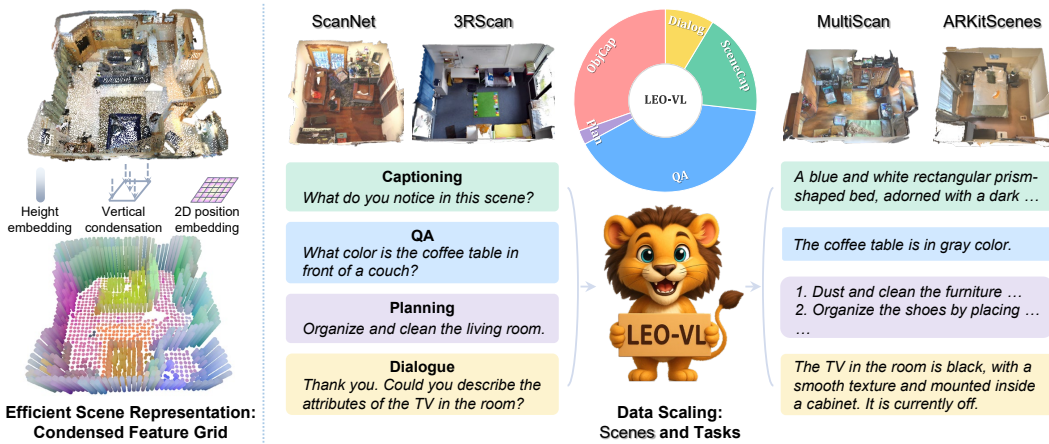 ScanNet
3RScan
MultiScan
ARKitScenes
Dialog
SceneCap
QA
Plan
ObjCap
LEO-VL
Height
embedding
Vertical
condensation
2D position
embedding
Efficient Scene Representation:
Condensed Feature Grid
Captioning
What do you notice in this scene?
QA
What color is the coffee table in
front of a couch?
Planning
Organize and clean the living room.
Dialogue
Thank you. Could you describe the
attributes of the TV in the room?
LEO-VL
Data Scaling:
Scenes and Tasks
A blue and white rectangular prism-
shaped bed, adorned with a dark …
The coffee table is in gray color.
1. Dust and clean the furniture …
2. Organize the shoes by placing …
…
The TV in the room is black, with a
smooth texture and mounted inside
a cabinet. It is currently off.